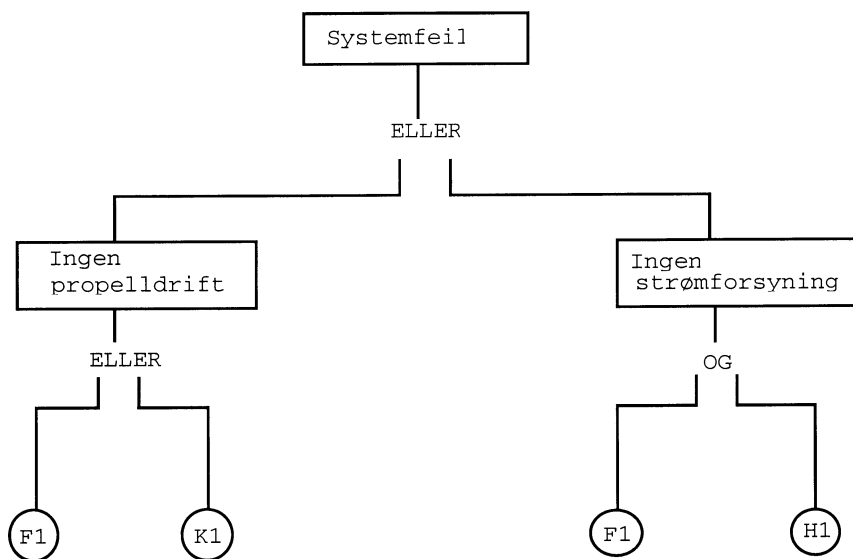 Systemfeil
ELLER
Ingen
propelldrift
Ingen
strømforsyning
ELLER
OG
F1
K1
F1
H1